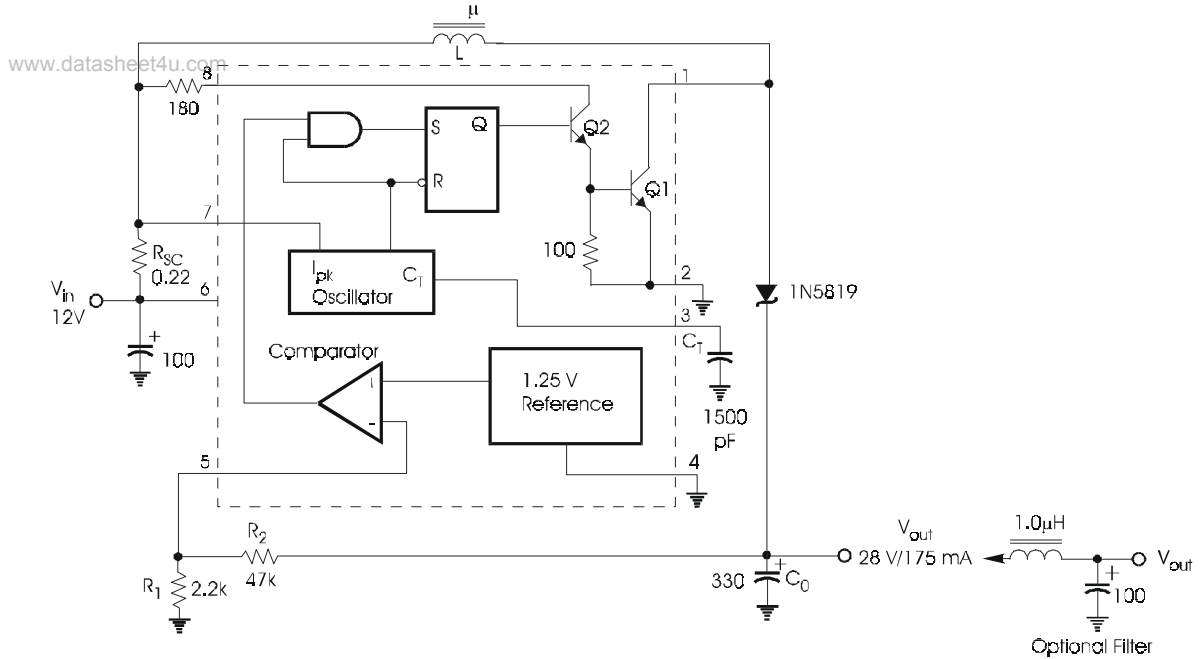 μ
L
www.datasheet4u.com
8
1
180
S
Q
Q2
R
Q1
7
100
R_SC
0.22
I_pk
C_T
Oscillator
2
V_in
12V
6
1N5819
3
C_T
+
100
Comparator
1.25 V
Reference
1500
pF
-
5
4
R_2
47k
R_1
2.2k
V_out
28 V/175 mA
1.0μH
V_out
+
330
C_0
+
100
Optional Filter